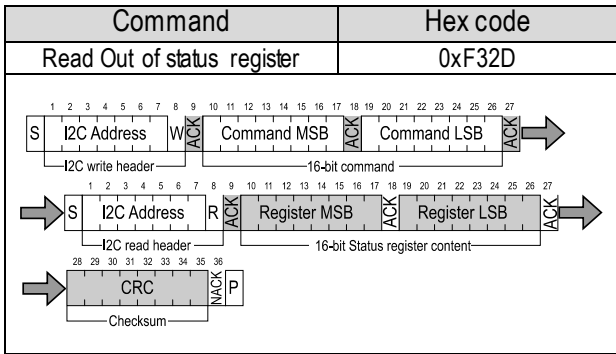 Command Hex code
Read Out of status register 0xF32D
1 2 3 4 5 6 7 8 9 10 11 12 13 14 15 16 17 18 19 20 21 22 23 24 25 26 27
S I2C Address W ACK Command MSB ACK Command LSB ACK
I2C write header 16-bit command
1 2 3 4 5 6 7 8 9 10 11 12 13 14 15 16 17 18 19 20 21 22 23 24 25 26 27
S I2C Address R ACK Register MSB ACK Register LSB ACK
I2C read header 16-bit Status register content
28 29 30 31 32 33 34 35 36
CRC NACK P
Checksum